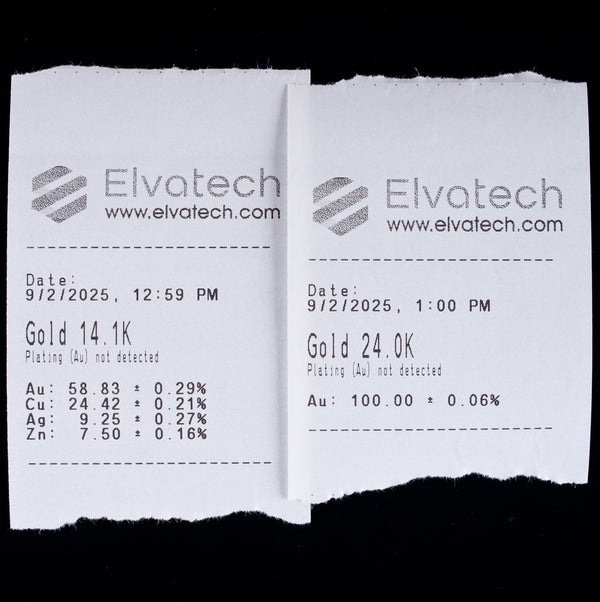 Elvatech
www.elvatech.com
Date:
9/2/2025, 12:59 PM
Gold 14.1K
Plating (Au) not detected
Au: 58.83 ± 0.29%
Cu: 24.42 ± 0.21%
Ag: 9.25 ± 0.27%
Zn: 7.50 ± 0.16%
Elvatech
www.elvatech.com
Date:
9/2/2025, 1:00 PM
Gold 24.0K
Plating (Au) not detected
Au: 100.00 ± 0.06%